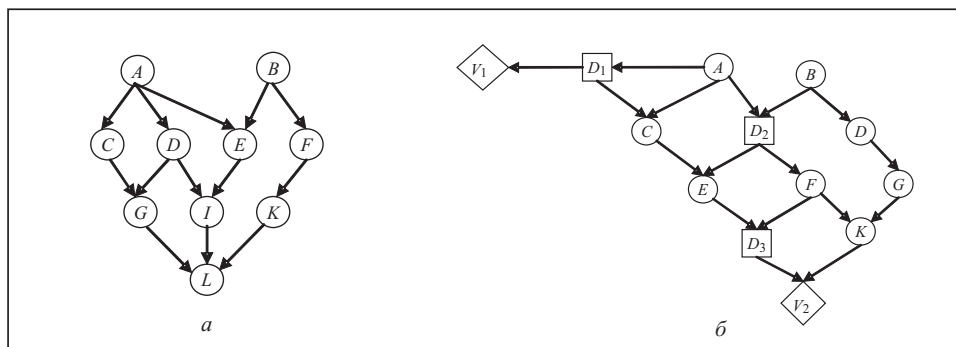 A B
C D E F
G I K
L
а
V1 D1 A B
C D2 D
E F G
D3 K
V2
б